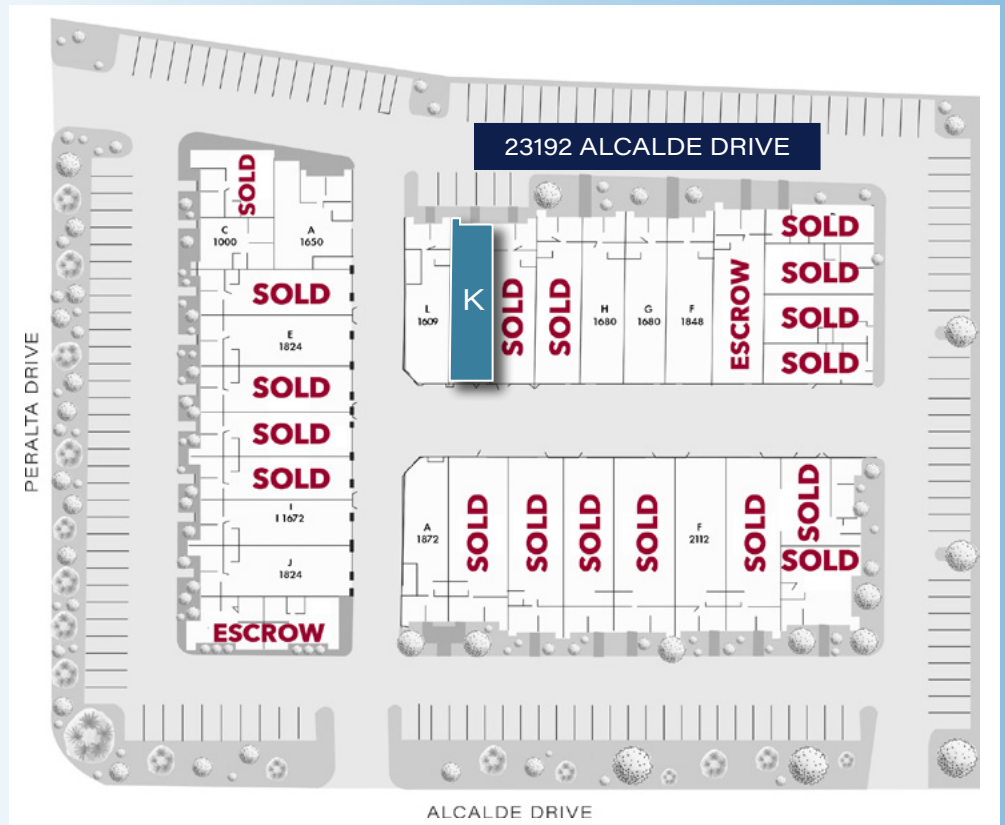 23192 ALCALDE DRIVE
SOLD
C
1000
A
1650
SOLD
E
1824
SOLD
SOLD
SOLD
I
I 1672
J
1824
ESCROW
L
1609
K
SOLD
SOLD
H
1680
G
1680
F
1848
ESCROW
SOLD
SOLD
SOLD
SOLD
A
1872
SOLD
SOLD
SOLD
SOLD
F
2112
SOLD
SOLD
SOLD
PERALTA DRIVE
ALCALDE DRIVE